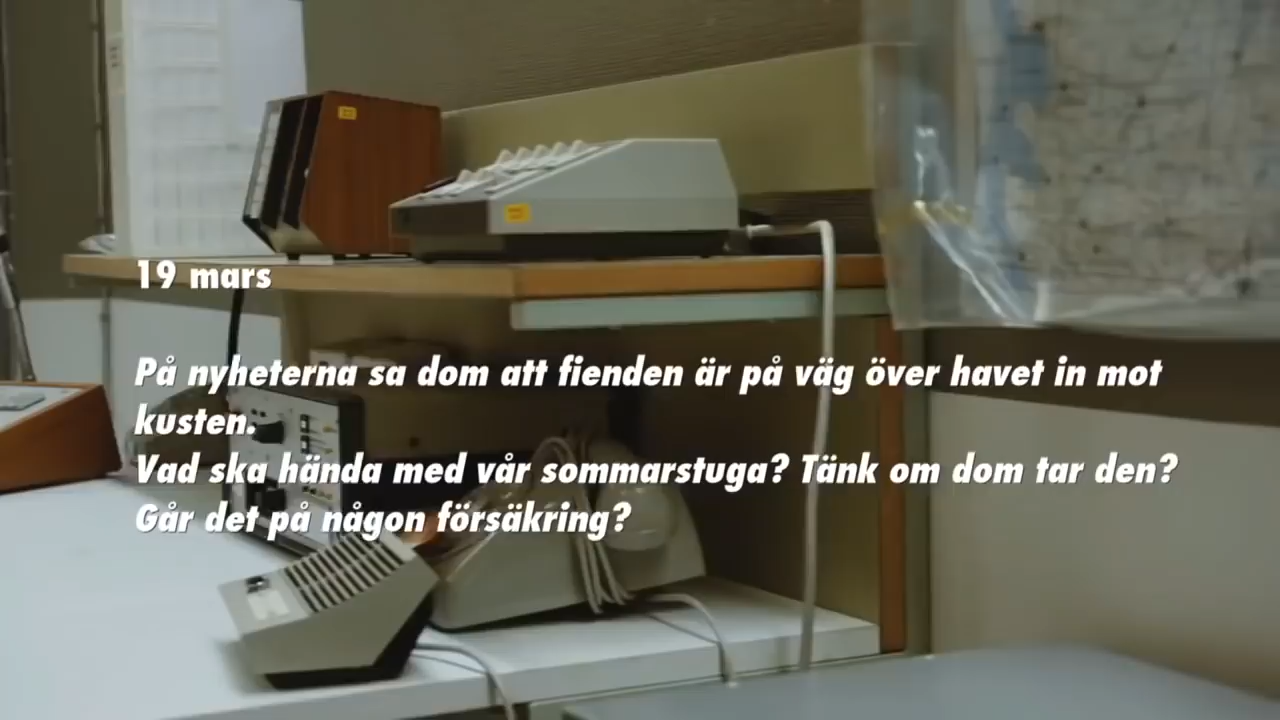 19 mars
På nyheterna sa dom att fienden är på väg över havet in mot
kusten.
Vad ska hända med vår sommarstuga? Tänk om dom tar den?
Går det på någon försäkring?